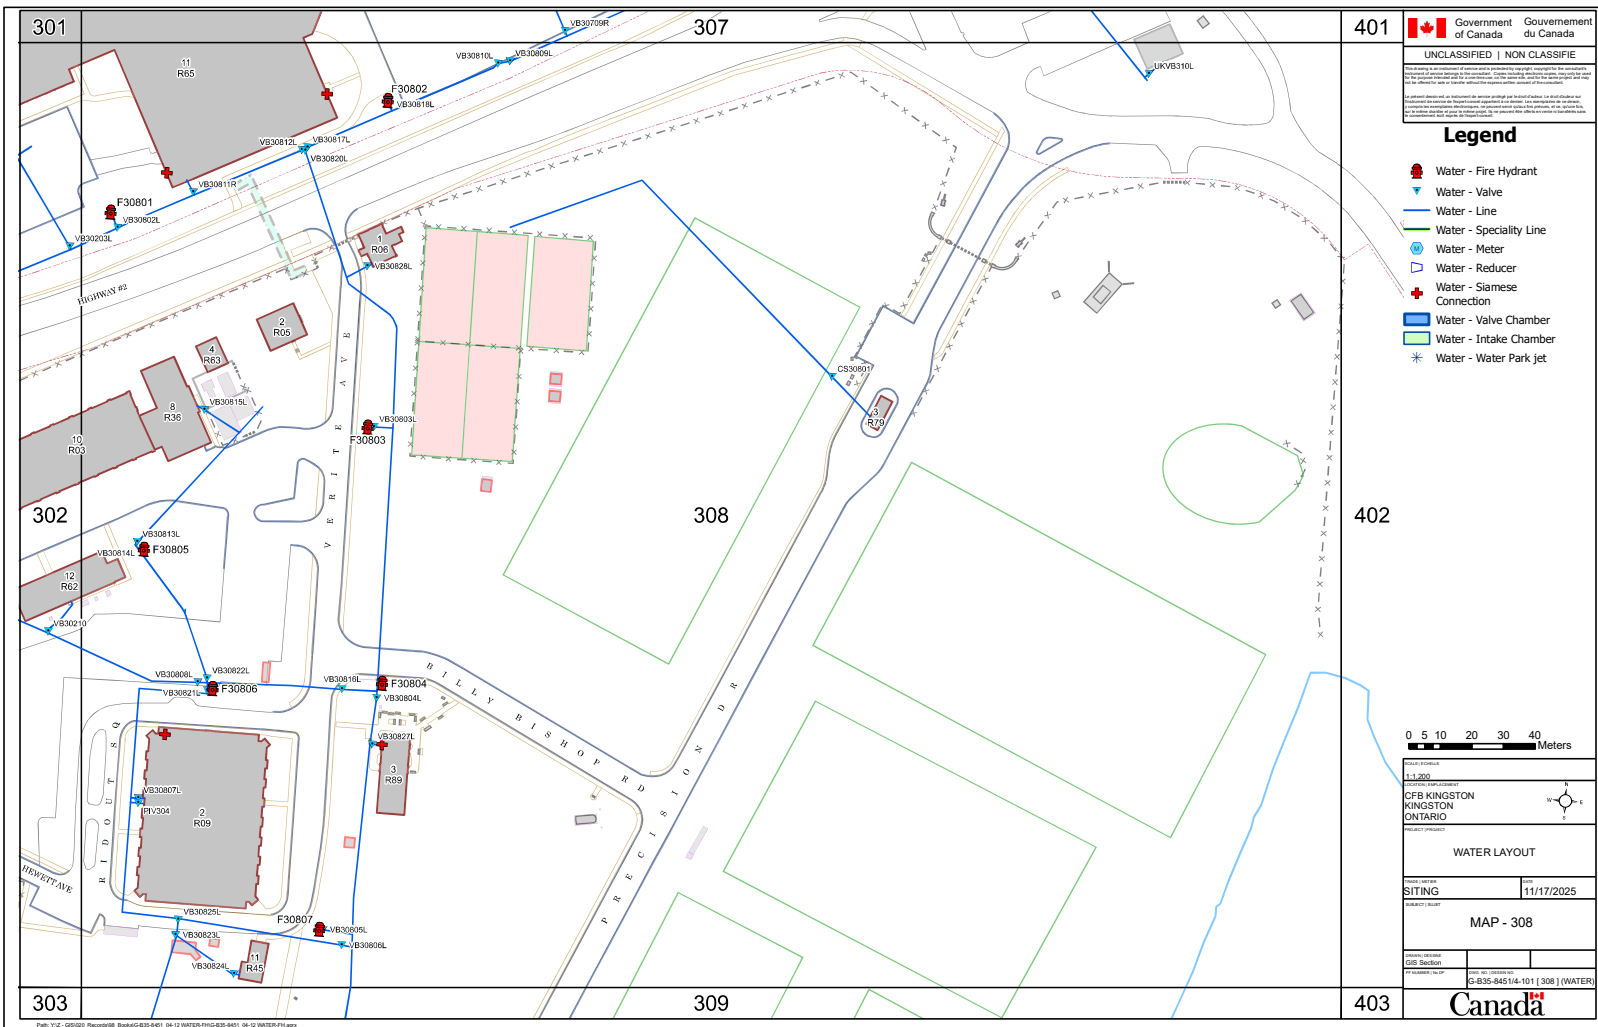 301
307
401
VB30709R
VB30810L
VB30809L
UKVB310L
11
R65
F30802
VB30818L
VB30812L
VB30817L
VB30820L
VB30811R
F30801
VB30802L
VB30203L
1
R06
VB30828L
HIGHWAY #2
2
R05
4
R63
VB30815L
8
R36
10
R03
VERITE AVE
VB30803L
F30803
CS30801
3
R79
302
308
402
VB30813L
VB30814L
F30805
12
R62
VB30210
VB30808L
VB30822L
VB30821L
F30806
VB30816L
F30804
VB30804L
BILLY BISHOP RD
PRECISION DR
VB30827L
3
R89
RIDOUT SQ
VB30807L
PIV304
2
R09
HEWETT AVE
VB30825L
F30807
VB30805L
VB30823L
VB30806L
VB30824L
11
R45
303
309
403
Government
of Canada
Gouvernement
du Canada
UNCLASSIFIED | NON CLASSIFIE
Legend
Water - Fire Hydrant
Water - Valve
Water - Line
Water - Speciality Line
Water - Meter
Water - Reducer
Water - Siamese
Connection
Water - Valve Chamber
Water - Intake Chamber
Water - Water Park jet
0 5 10 20 30 40
Meters
1:1,200
CFB KINGSTON
KINGSTON
ONTARIO
N
W
E
S
WATER LAYOUT
SITING
DATE
11/17/2025
MAP - 308
GIS Section
G-B35-8451/4-101 [ 308 ] (WATER)
Canada